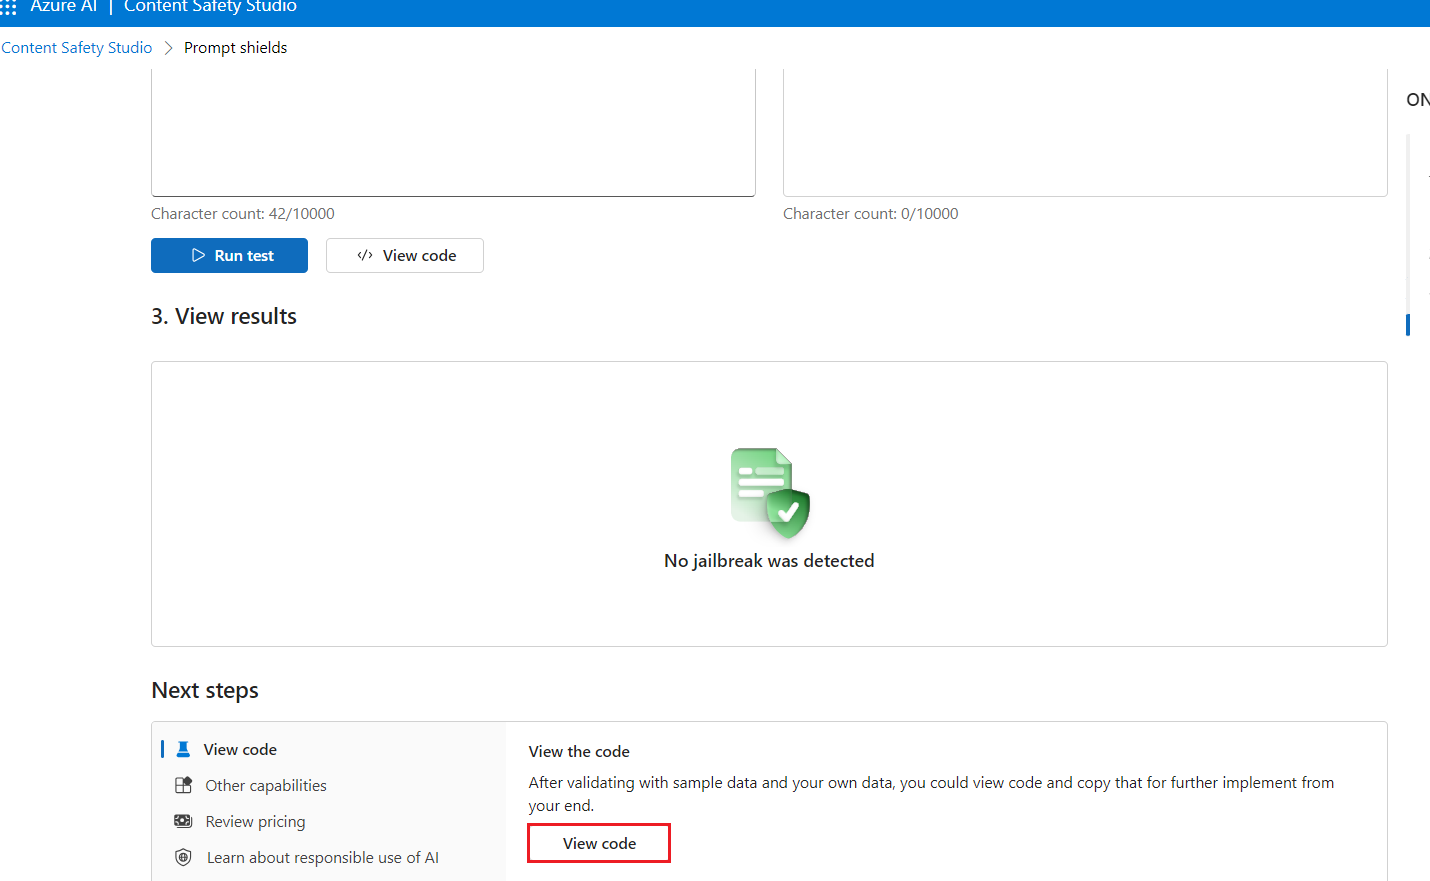 Azure AI | Content Safety Studio
Content Safety Studio > Prompt shields
ON
Character count: 42/10000
Character count: 0/10000
Run test
</> View code
3. View results
No jailbreak was detected
Next steps
View code
Other capabilities
Review pricing
Learn about responsible use of AI
View the code
After validating with sample data and your own data, you could view code and copy that for further implement from
your end.
View code